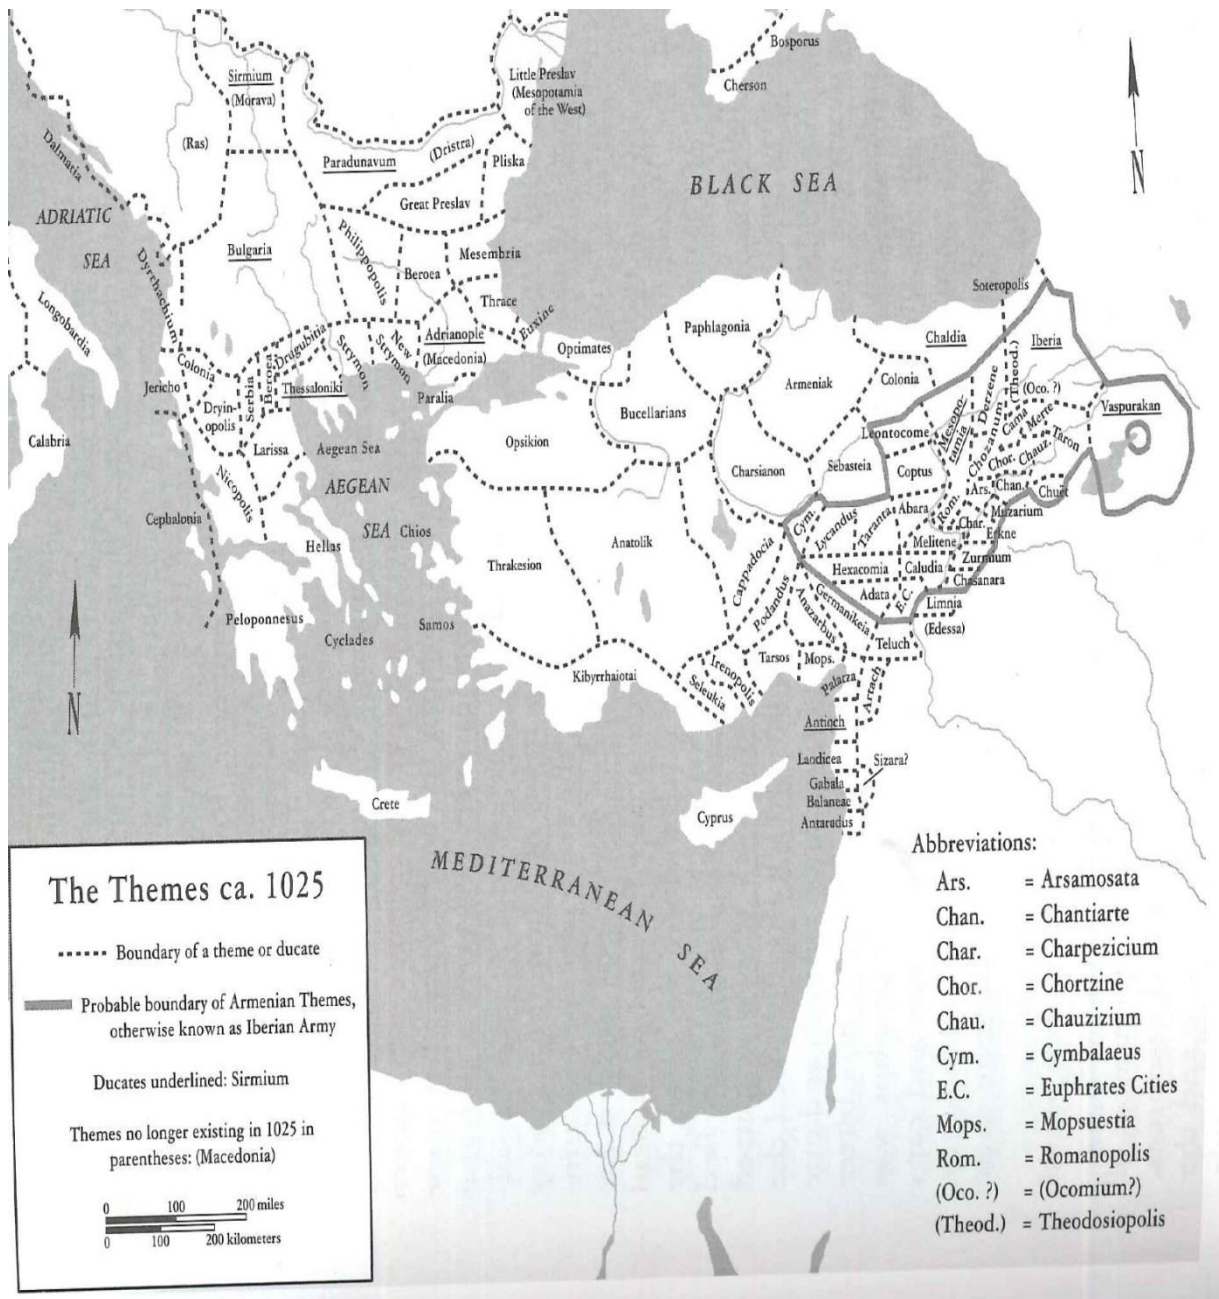 Bosporus
Cherson
Little Preslav
(Mesopotamia
of the West)
Sirmium
(Morava)
(Ras)
Dalmatia
Paradunavum
(Dristra)
Pliska
Great Preslav
BLACK SEA
N
ADRIATIC
SEA
Dyrrhachium
Bulgaria
Philippopolis
Beroea
Mesembria
Thrace
Euxine
Adrianople
(Macedonia)
Longobardia
Calabria
Colonia
Jericho
Dryin-
opolis
Serbia
Beroea
Drugubitia
Thessaloniki
Strymon
New
Strymon
Paralia
Larissa
Nicopolis
Cephalonia
Hellas
Peloponnesus
Aegean Sea
AEGEAN
SEA
Chios
Samos
Cyclades
Crete
N
Optimates
Paphlagonia
Bucellarians
Opsikion
Thrakesion
Anatolik
Kibyrrhaiotai
Armeniak
Charsianon
Sebasteia
Cappadocia
Soteropolis
Chaldia
Colonia
Iberia
(Theod.)
(Oco. ?)
Derzene
Chozanum
Mesopo-
tamia
Cama
Merte
Taron
Vaspurakan
Leontocome
Coptus
Chor.
Chauz.
Ars.
Chan.
Chuët
Abara
Rom.
Char.
Muzarium
Erkne
Melitene
Zurmium
Cym.
Lycandus
Taranta
Hexacomia
Caludia
Chasanara
Adata
E.C.
Limnia
(Edessa)
Podandus
Anazarbus
Germanikeia
Teluch
Irenopolis
Seleukia
Tarsos
Mops.
Palatza
Artach
Antioch
Laodicea
Sizara?
Gabala
Balaneae
Antaradus
Cyprus
MEDITERRANEAN SEA
The Themes ca. 1025
Boundary of a theme or ducate
Probable boundary of Armenian Themes,
otherwise known as Iberian Army
Ducates underlined: Sirmium
Themes no longer existing in 1025 in
parentheses: (Macedonia)
0 100 200 miles
0 100 200 kilometers
Abbreviations:
Ars. = Arsamosata
Chan. = Chantiarte
Char. = Charpezicium
Chor. = Chortzine
Chau. = Chauzizium
Cym. = Cymbalaeus
E.C. = Euphrates Cities
Mops. = Mopsuestia
Rom. = Romanopolis
(Oco. ?) = (Ocomium?)
(Theod.) = Theodosiopolis